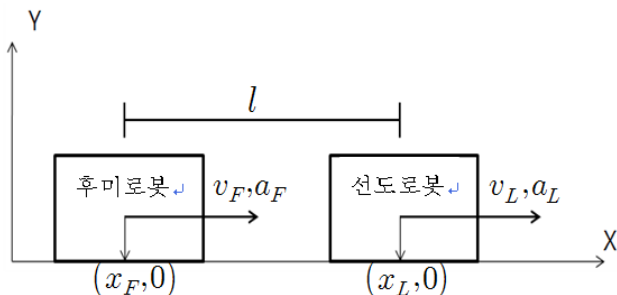 Y
l
후미로봇↵
v_F,a_F
선도로봇↵
v_L,a_L
X
(x_F,0)
(x_L,0)